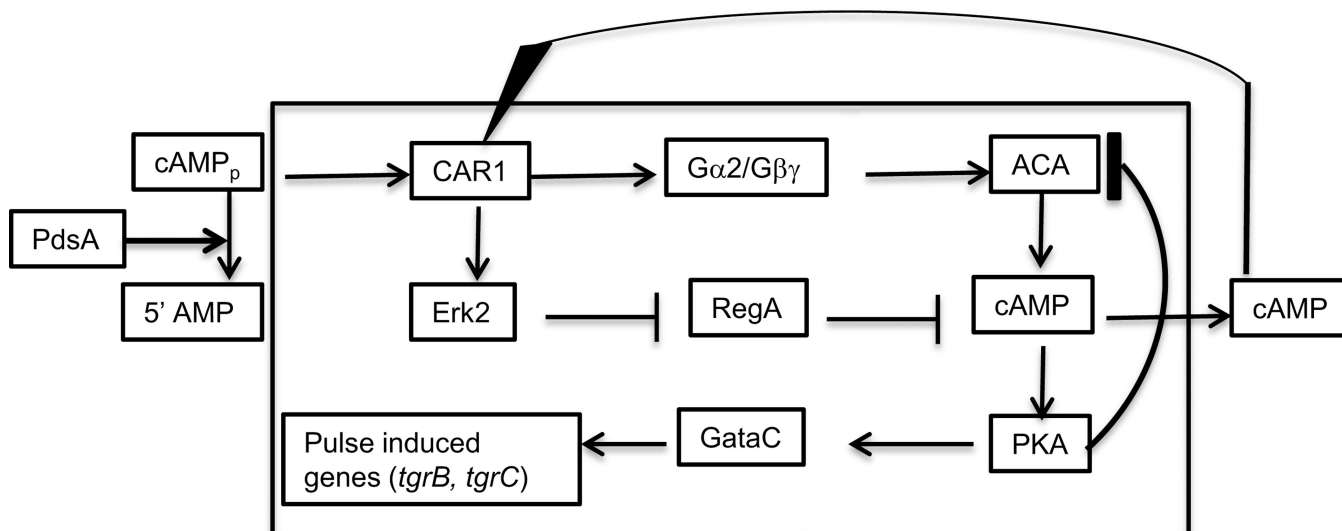 cAMPp
CAR1
Gα2/Gβγ
ACA
PdsA
5’ AMP
Erk2
RegA
cAMP
cAMP
Pulse induced
genes (tgrB, tgrC)
GataC
PKA